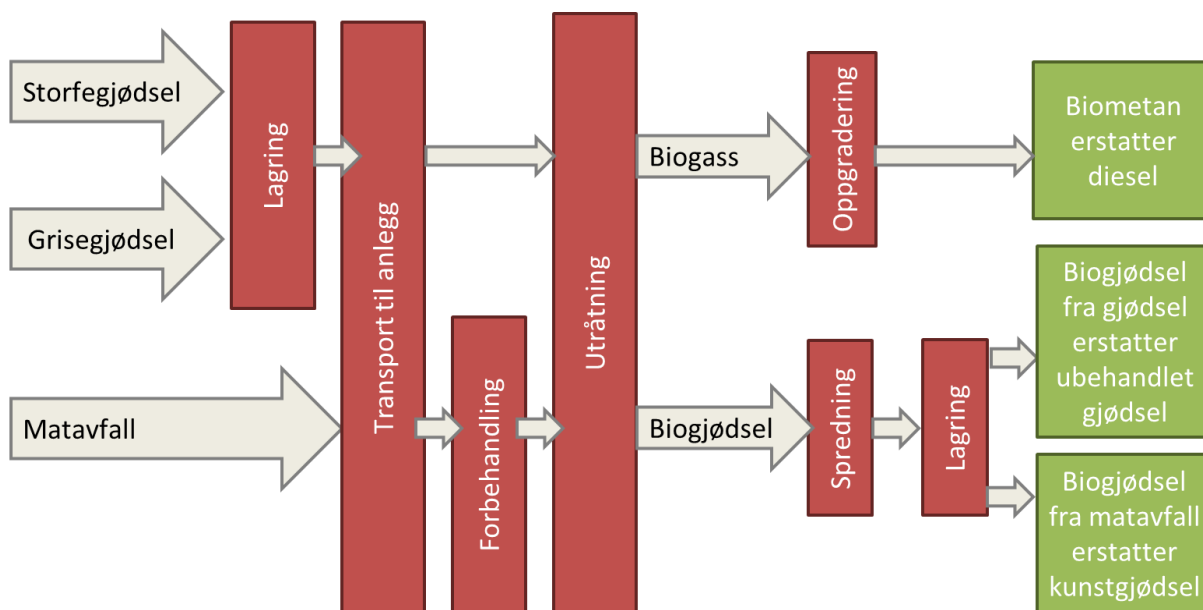 Storfegjødsel
Grisegjødsel
Matavfall
Lagring
Transport til anlegg
Forbehandling
Utråtning
Biogass
Biogjødsel
Oppgradering
Spredning
Lagring
Biometan
erstatter
diesel
Biogjødsel
fra gjødsel
erstatter
ubehandlet
gjødsel
Biogjødsel
fra matavfall
erstatter
kunstgjødsel